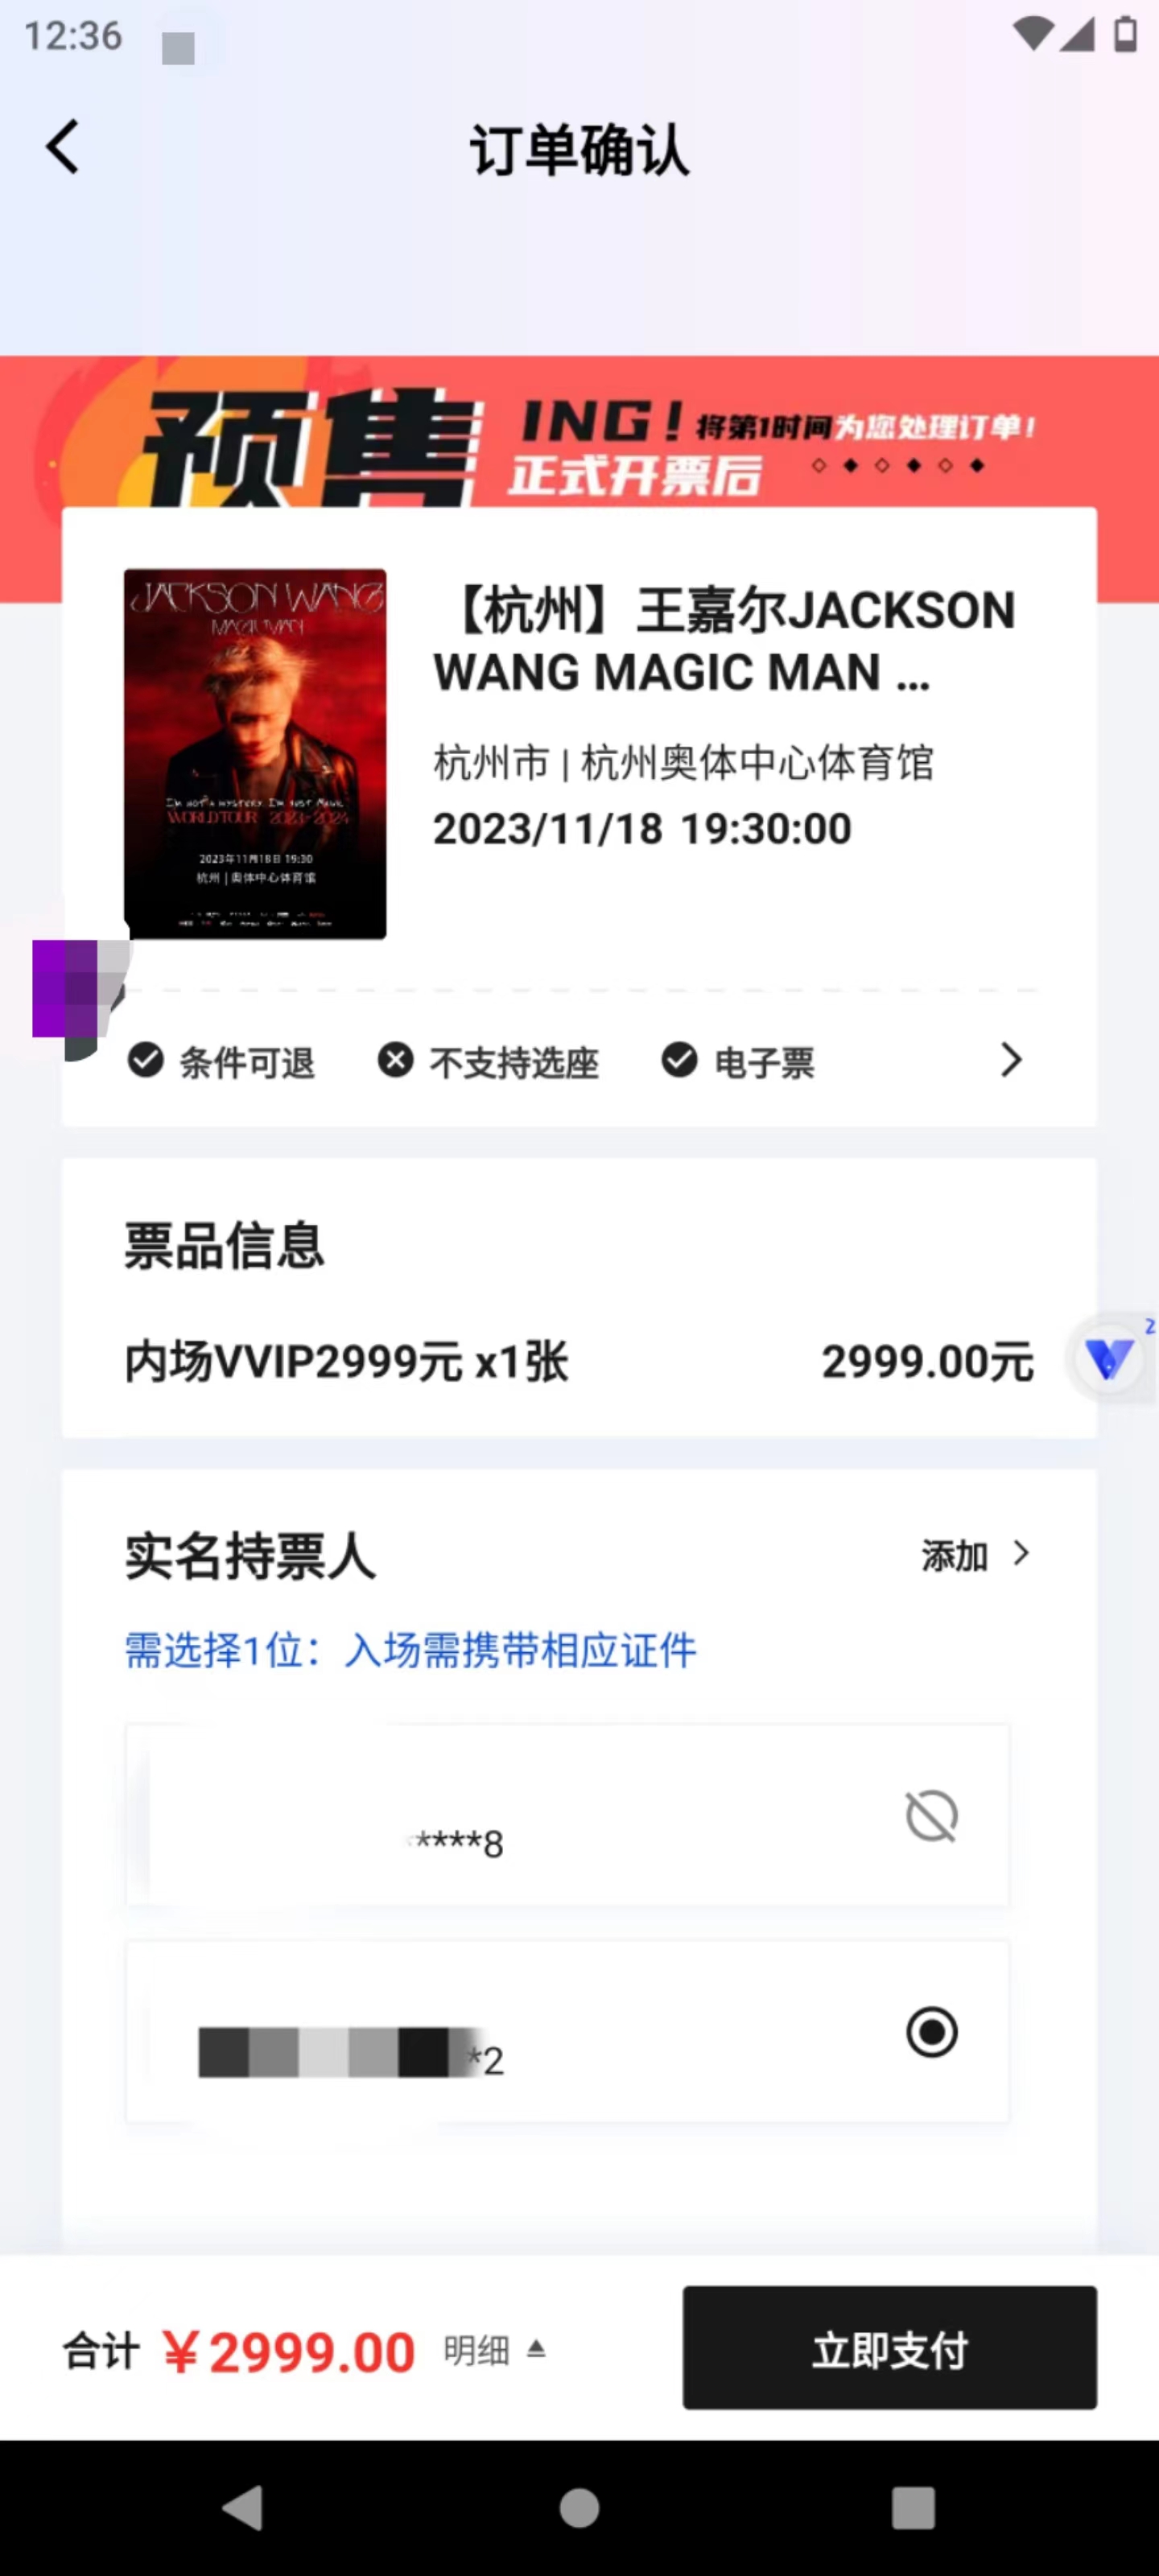 12:36
订单确认
预售 ING！将第1时间为您处理订单！
正式开票后
JACKSON WANG
MAGIC MAN
I'M NOT A MYSTERY. I'M JUST MAGIC
WORLD TOUR 2023-2024
2023年11月18日 19:30
杭州 | 奥体中心体育馆
【杭州】王嘉尔JACKSON
WANG MAGIC MAN ...
杭州市 | 杭州奥体中心体育馆
2023/11/18 19:30:00
条件可退 不支持选座 电子票
票品信息
内场VVIP2999元 x1张 2999.00元
2
实名持票人 添加
需选择1位：入场需携带相应证件
****8
*2
合计 ¥2999.00 明细 立即支付